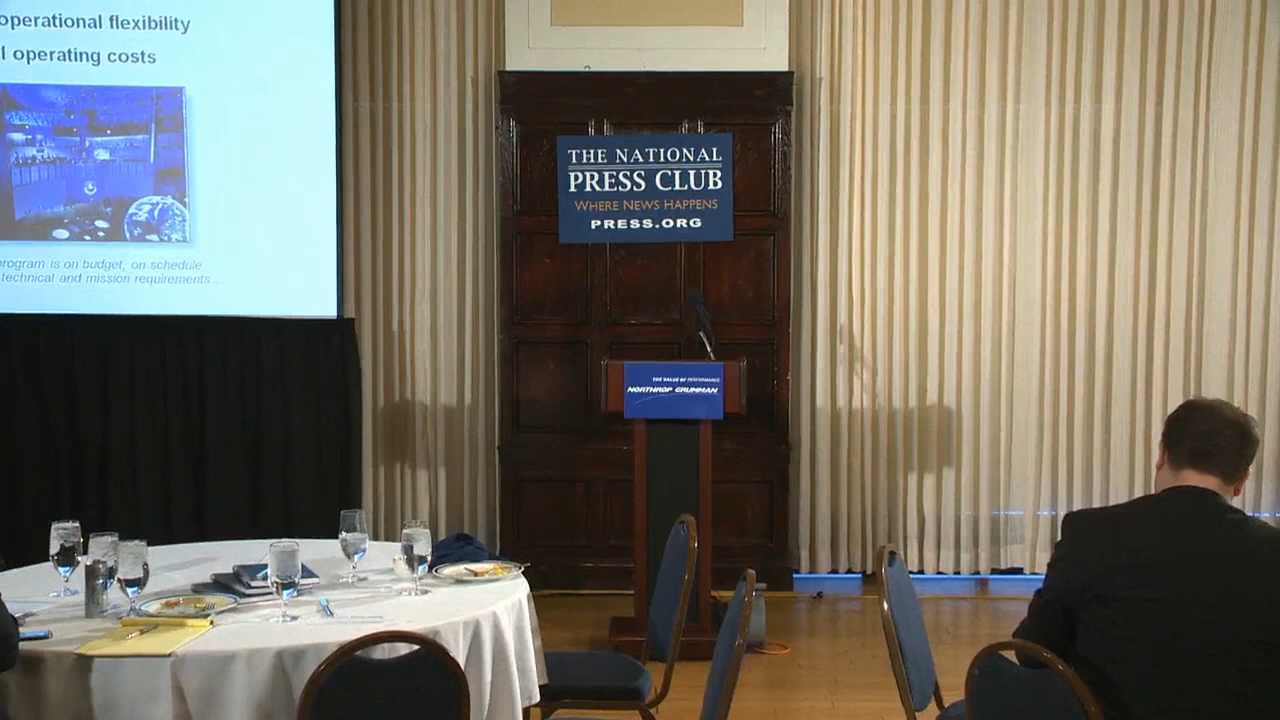 operational flexibility
operating costs
program is on budget, on-schedule
technical and mission requirements...
THE NATIONAL
PRESS CLUB
WHERE NEWS HAPPENS
PRESS.ORG
THE VALUE OF PERFORMANCE.
NORTHROP GRUMMAN